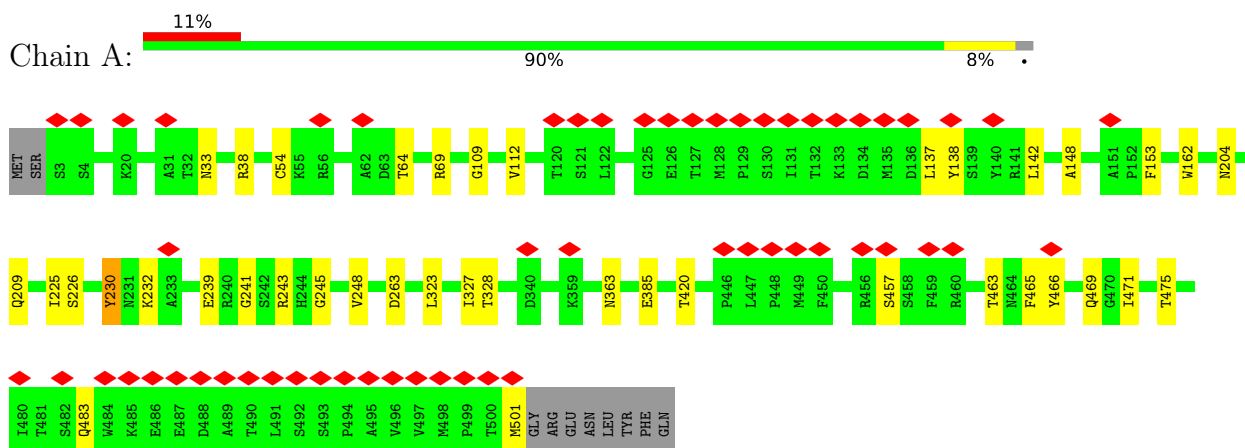 11%
Chain A:
90% 8% •
MET SER S3 S4 K20 A31 T32 N33 R38 C54 K55 R56 A62 D63 T64 R69 G109 V112 T120 S121 L122 G125 E126 T127 M128 P129 S130 I131 T132 K133 D134 M135 D136 L137 Y138 S139 Y140 R141 L142 A148 A151 P152 F153 W162 N204
Q209 I225 S226 Y230 N231 K232 A233 E239 R240 G241 S242 R243 H244 G245 V248 D263 L323 I327 T328 D340 K359 N363 E385 T420 P446 L447 P448 M449 F450 R456 S457 S458 F459 R460 T463 N464 F465 Y466 Q469 G470 I471 T475
I480 T481 S482 Q483 W484 K485 E486 E487 D488 A489 T490 L491 S492 S493 P494 A495 V496 V497 M498 P499 T500 M501 GLY ARG GLU ASN LEU TYR PHE GLN